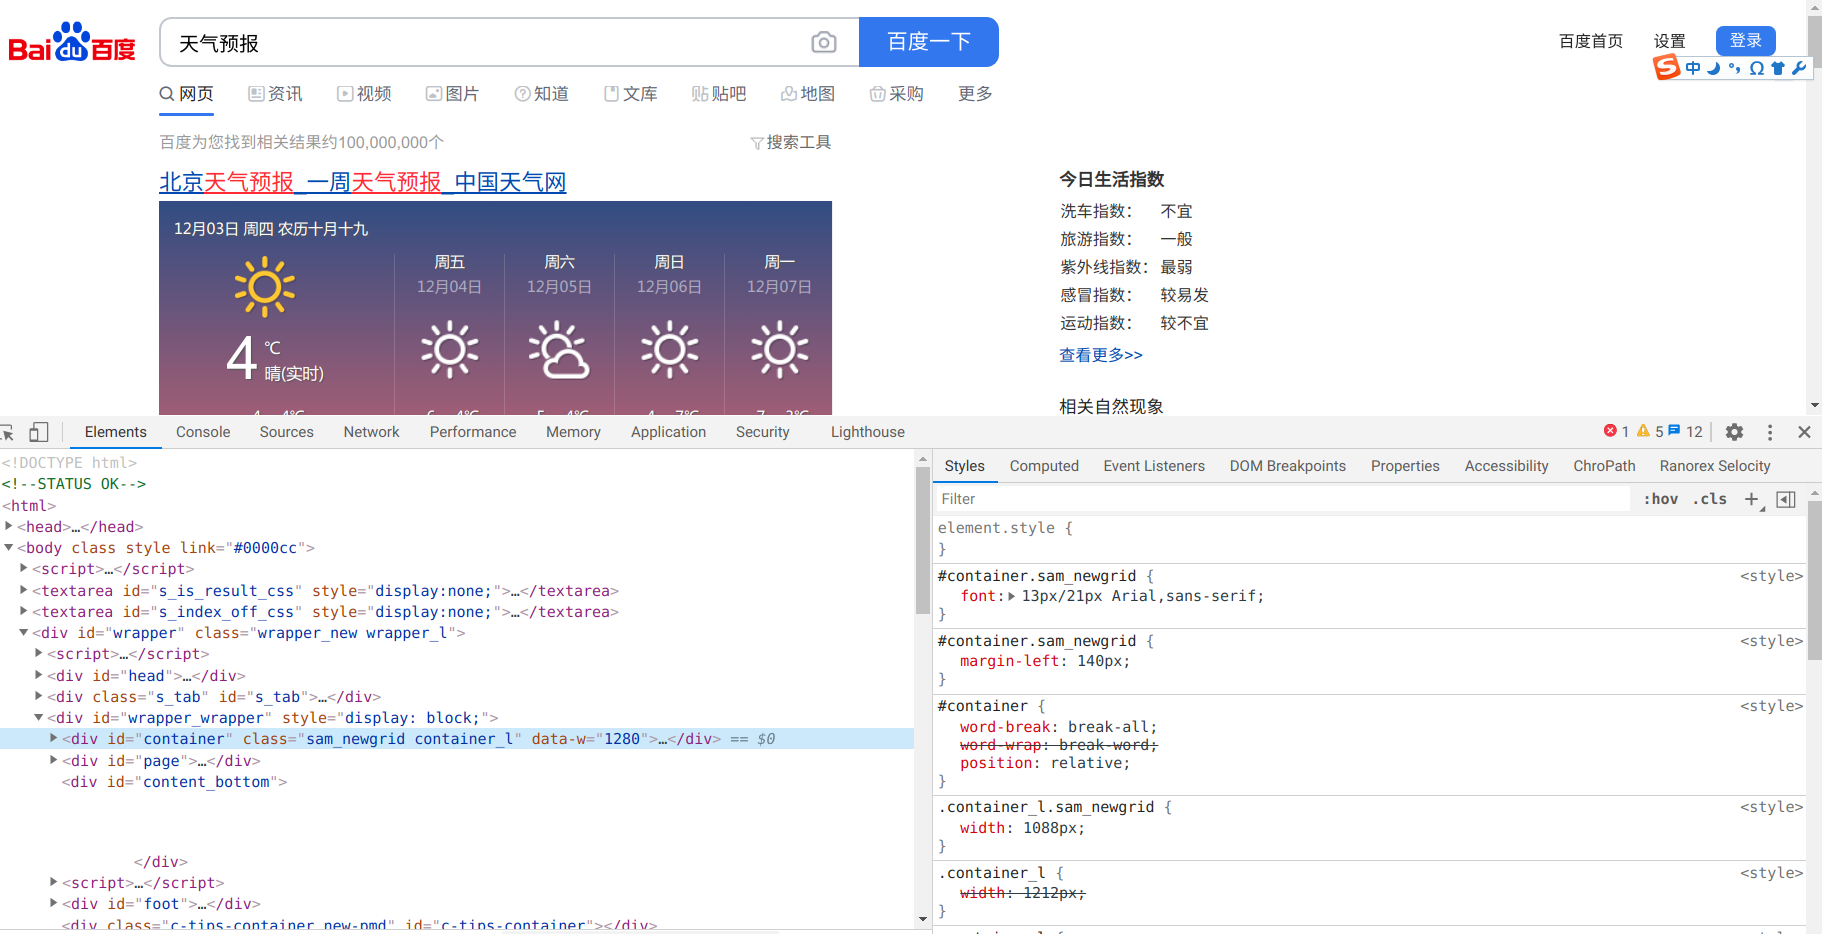 Bai du 百度
天气预报
百度一下
百度首页 设置 登录
中
网页 资讯 视频 图片 知道 文库 贴吧 地图 采购 更多
百度为您找到相关结果约100,000,000个 搜索工具
北京天气预报_一周天气预报_中国天气网
12月03日 周四 农历十月十九
周五 周六 周日 周一
12月04日 12月05日 12月06日 12月07日
4 ℃
晴(实时)
今日生活指数
洗车指数： 不宜
旅游指数： 一般
紫外线指数： 最弱
感冒指数： 较易发
运动指数： 较不宜
查看更多>>
相关自然现象
Elements Console Sources Network Performance Memory Application Security Lighthouse 1 5 12
<!DOCTYPE html>
<!--STATUS OK-->
<html>
<head>…</head>
<body class style link="#0000cc">
<script>…</script>
<textarea id="s_is_result_css" style="display:none;">…</textarea>
<textarea id="s_index_off_css" style="display:none;">…</textarea>
<div id="wrapper" class="wrapper_new wrapper_l">
<script>…</script>
<div id="head">…</div>
<div class="s_tab" id="s_tab">…</div>
<div id="wrapper_wrapper" style="display: block;">
<div id="container" class="sam_newgrid container_l" data-w="1280">…</div> == $0
<div id="page">…</div>
<div id="content_bottom">
</div>
<script>…</script>
<div id="foot">…</div>
<div class="c-tips-container new-pmd" id="c-tips-container"></div>
Styles Computed Event Listeners DOM Breakpoints Properties Accessibility ChroPath Ranorex Selocity
Filter :hov .cls +
element.style {
}
#container.sam_newgrid { <style>
font: 13px/21px Arial,sans-serif;
}
#container.sam_newgrid { <style>
margin-left: 140px;
}
#container { <style>
word-break: break-all;
word-wrap: break-word;
position: relative;
}
.container_l.sam_newgrid { <style>
width: 1088px;
}
.container_l { <style>
width: 1212px;
}